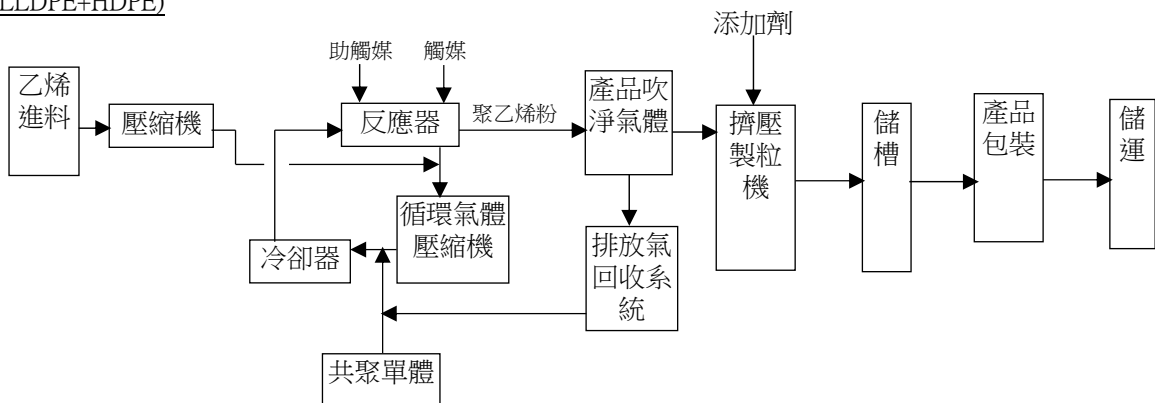 LLDPE+HDPE)
添加劑
助觸媒
觸媒
乙烯
進料
壓縮機
反應器
聚乙烯粉
產品吹
淨氣體
擠壓
製粒
機
儲
槽
產品
包裝
儲
運
循環氣體
壓縮機
冷卻器
排放氣
回收系
統
共聚單體